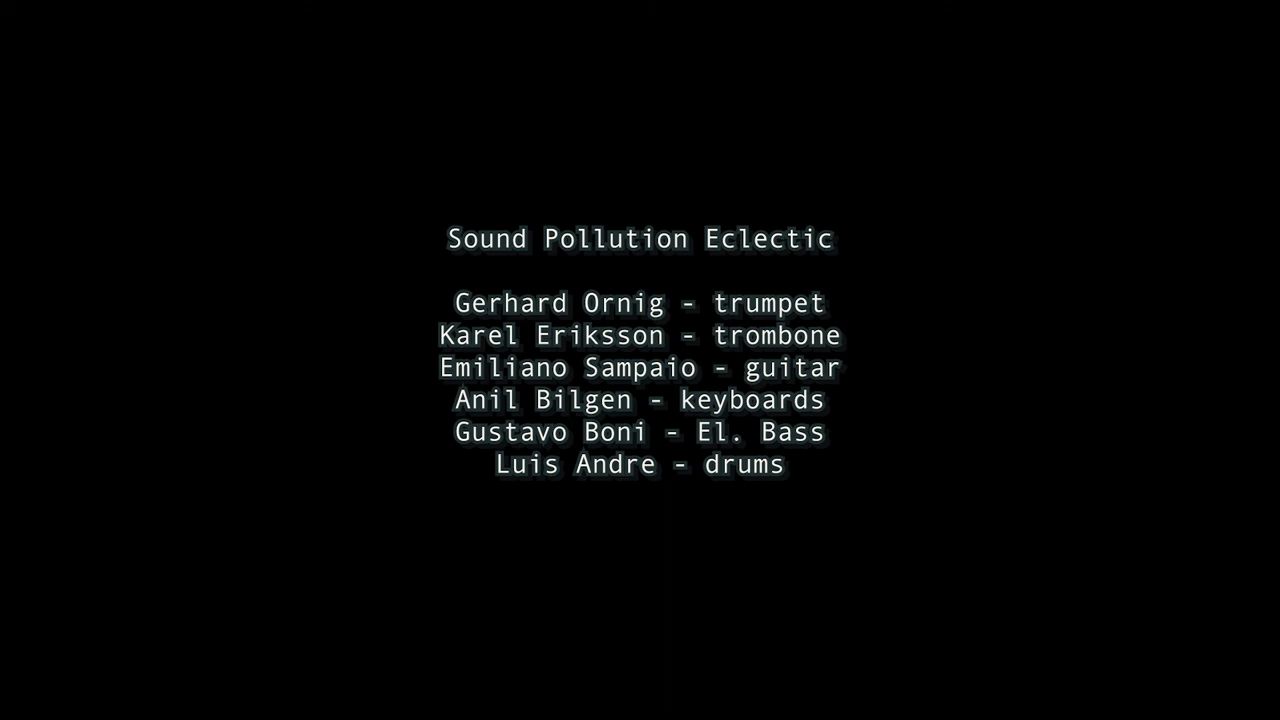 Sound Pollution Eclectic
Gerhard Ornig - trumpet
Karel Eriksson - trombone
Emiliano Sampaio - guitar
Anil Bilgen - keyboards
Gustavo Boni - El. Bass
Luis Andre - drums